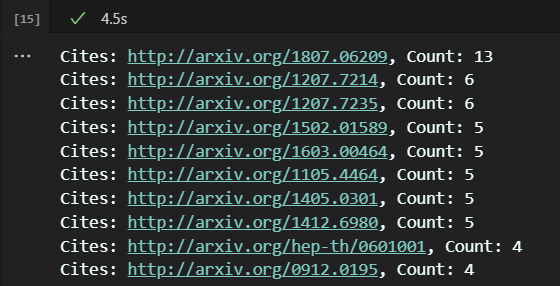 [15] ✓ 4.5s
... Cites: http://arxiv.org/1807.06209, Count: 13
Cites: http://arxiv.org/1207.7214, Count: 6
Cites: http://arxiv.org/1207.7235, Count: 6
Cites: http://arxiv.org/1502.01589, Count: 5
Cites: http://arxiv.org/1603.00464, Count: 5
Cites: http://arxiv.org/1105.4464, Count: 5
Cites: http://arxiv.org/1405.0301, Count: 5
Cites: http://arxiv.org/1412.6980, Count: 5
Cites: http://arxiv.org/hep-th/0601001, Count: 4
Cites: http://arxiv.org/0912.0195, Count: 4